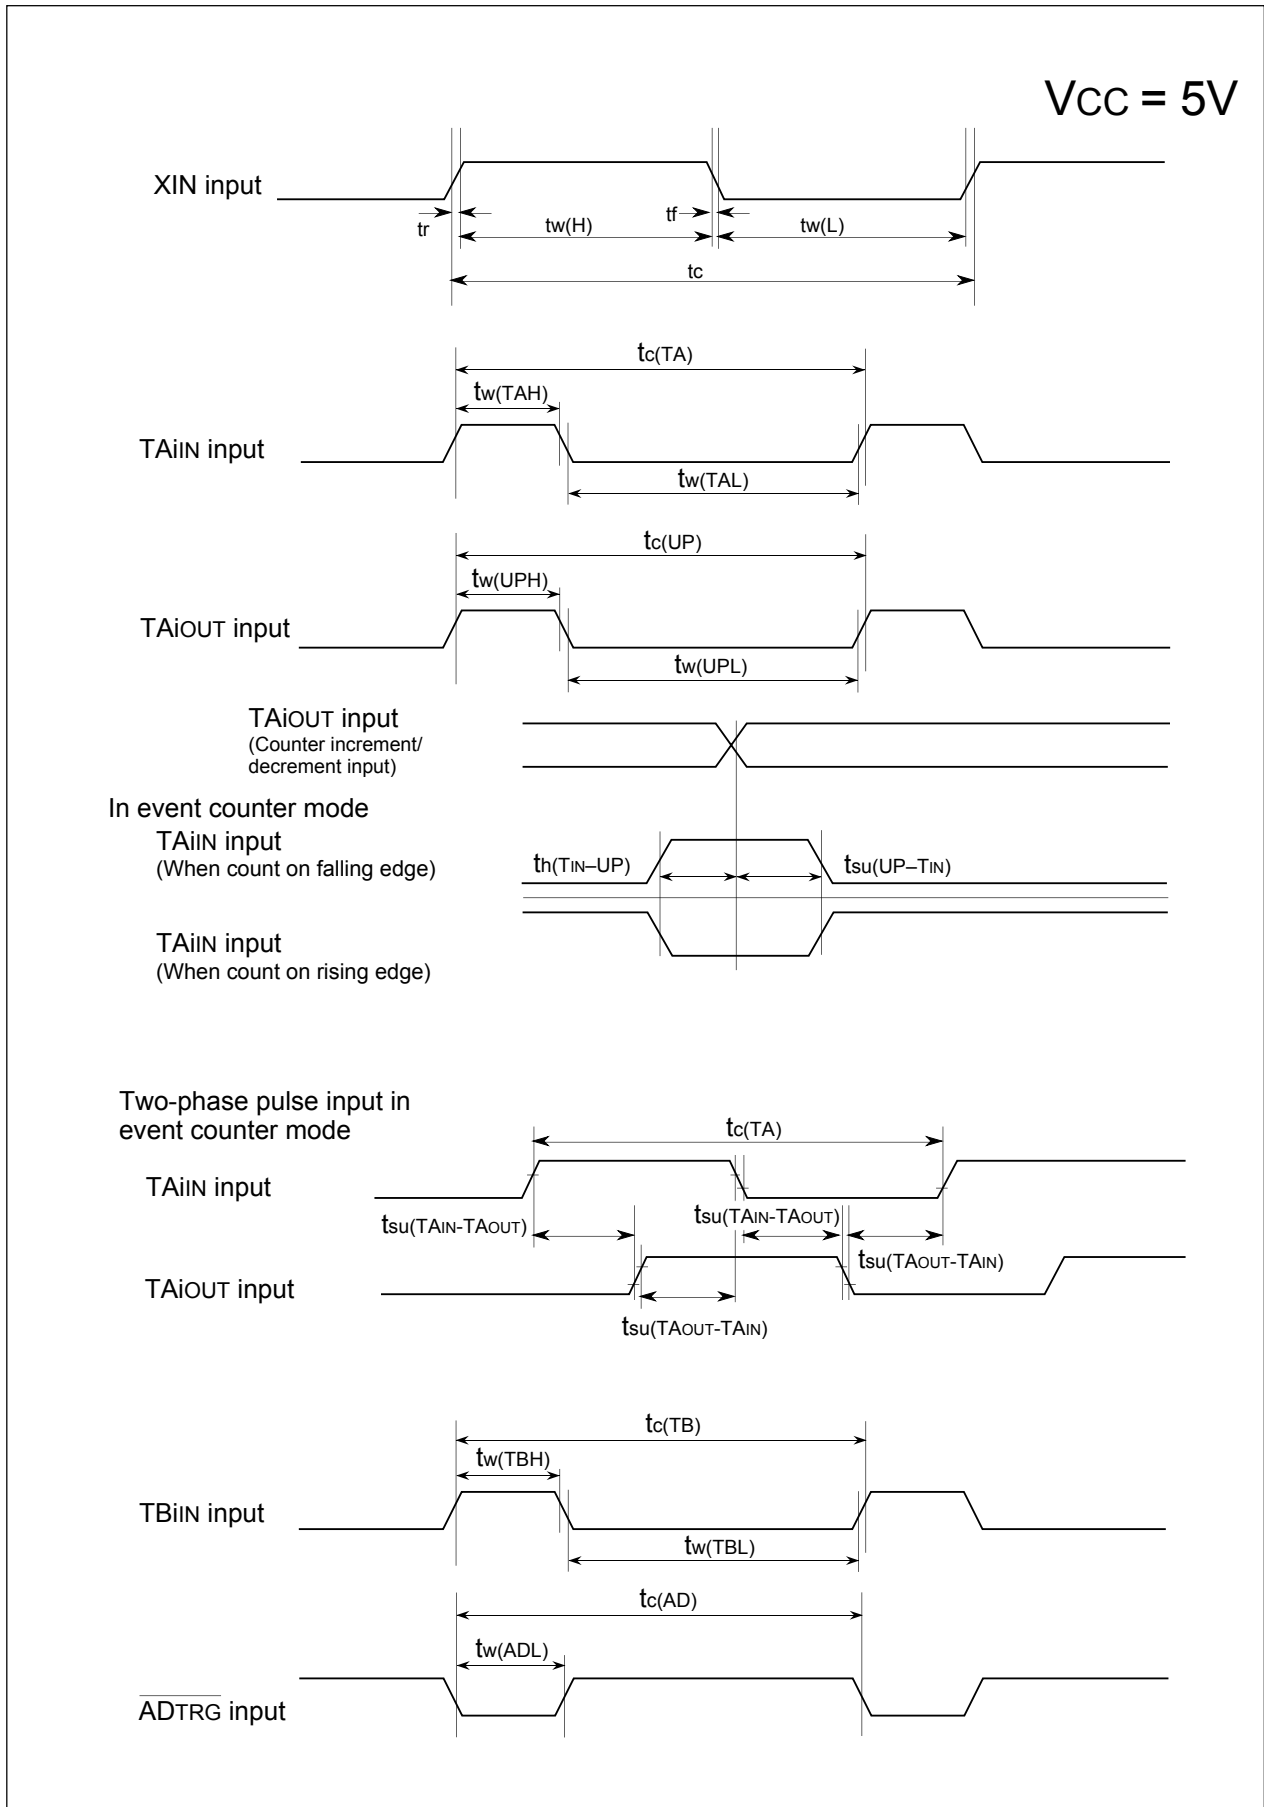 VCC = 5V
XIN input
tr
tw(H)
tf
tw(L)
tc
tc(TA)
tw(TAH)
TAiIN input
tw(TAL)
tc(UP)
tw(UPH)
TAiOUT input
tw(UPL)
TAiOUT input
(Counter increment/
decrement input)
In event counter mode
TAiIN input
(When count on falling edge)
th(TIN–UP)
tsu(UP–TIN)
TAiIN input
(When count on rising edge)
Two-phase pulse input in
event counter mode
tc(TA)
TAiIN input
tsu(TAIN-TAOUT)
tsu(TAIN-TAOUT)
tsu(TAOUT-TAIN)
TAiOUT input
tsu(TAOUT-TAIN)
tc(TB)
tw(TBH)
TBiIN input
tw(TBL)
tc(AD)
tw(ADL)
ADTRG input